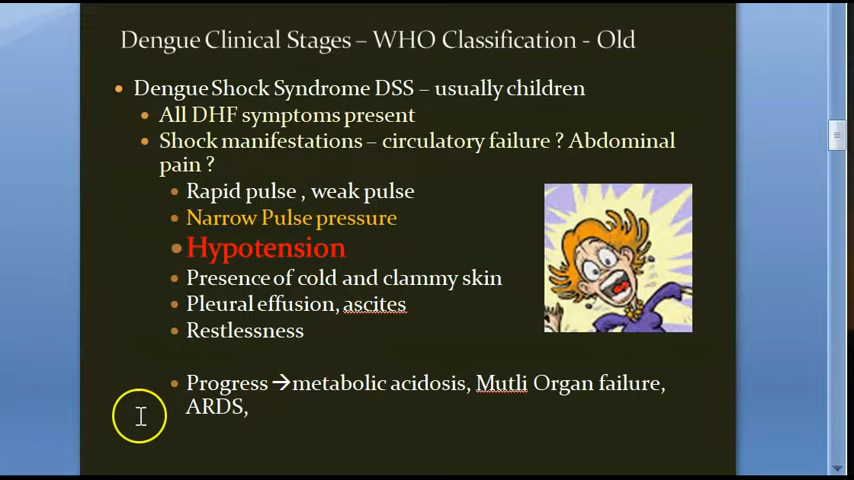 Dengue Clinical Stages – WHO Classification - Old
• Dengue Shock Syndrome DSS – usually children
• All DHF symptoms present
• Shock manifestations – circulatory failure ? Abdominal
pain ?
• Rapid pulse , weak pulse
• Narrow Pulse pressure
• Hypotension
• Presence of cold and clammy skin
• Pleural effusion, ascites
• Restlessness
• Progress →metabolic acidosis, Mutli Organ failure,
ARDS,